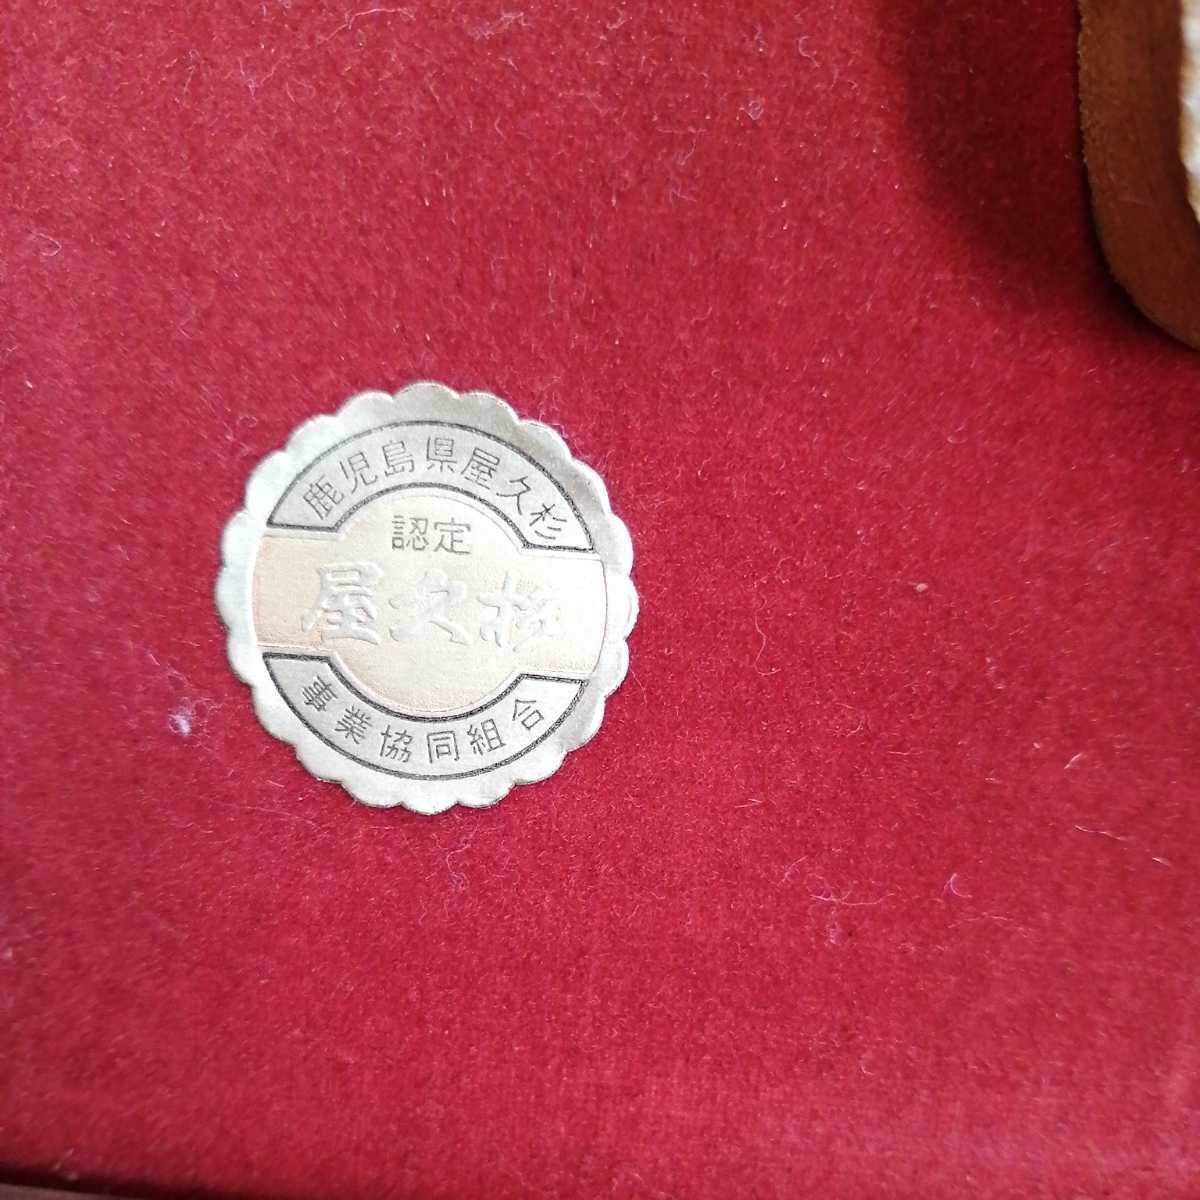 鹿児島県屋久杉
認定
屋久杉
事業協同組合